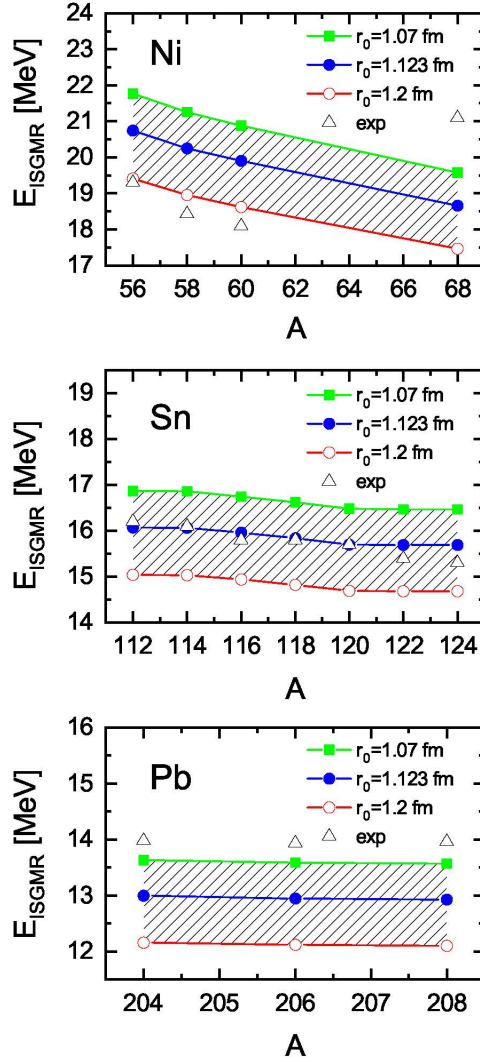 Ni
r₀=1.07 fm
r₀=1.123 fm
r₀=1.2 fm
exp
E_ISGMR [MeV]
23
22
21
20
19
18
17
56 58 60 62 64 66 68
A
Sn
r₀=1.07 fm
r₀=1.123 fm
r₀=1.2 fm
exp
E_ISGMR [MeV]
19
18
17
16
15
14
112 114 116 118 120 122 124
A
Pb
r₀=1.07 fm
r₀=1.123 fm
r₀=1.2 fm
exp
E_ISGMR [MeV]
16
15
14
13
12
204 205 206 207 208
A